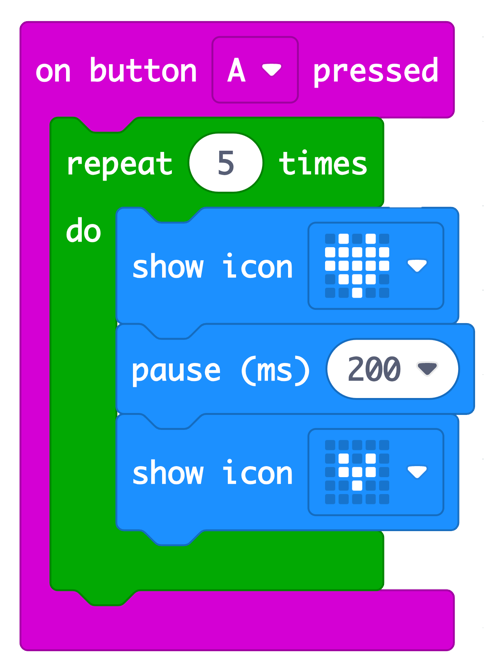 on button A pressed
repeat 5 times
do
show icon
pause (ms) 200
show icon